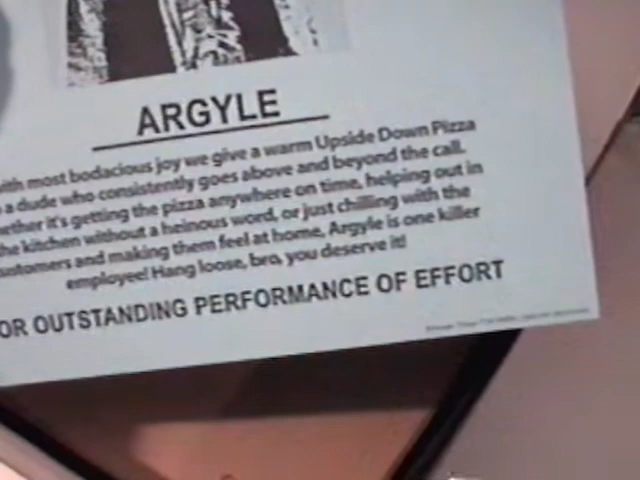 ARGYLE
with most bodacious joy we give a warm Upside Down Pizza
a dude who consistently goes above and beyond the call.
ether it's getting the pizza anywhere on time, helping out in
he kitchen without a heinous word, or just chilling with the
ustomers and making them feel at home, Argyle is one killer
employee! Hang loose, bro, you deserve it!
OR OUTSTANDING PERFORMANCE OF EFFORT